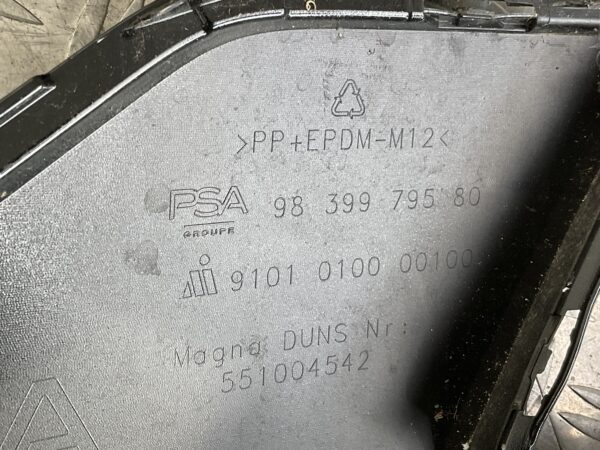 >PP+EPDM-M12<
PSA 98 399 795 80
GROUPE
9101 0100 00100
Magna DUNS Nr:
551004542